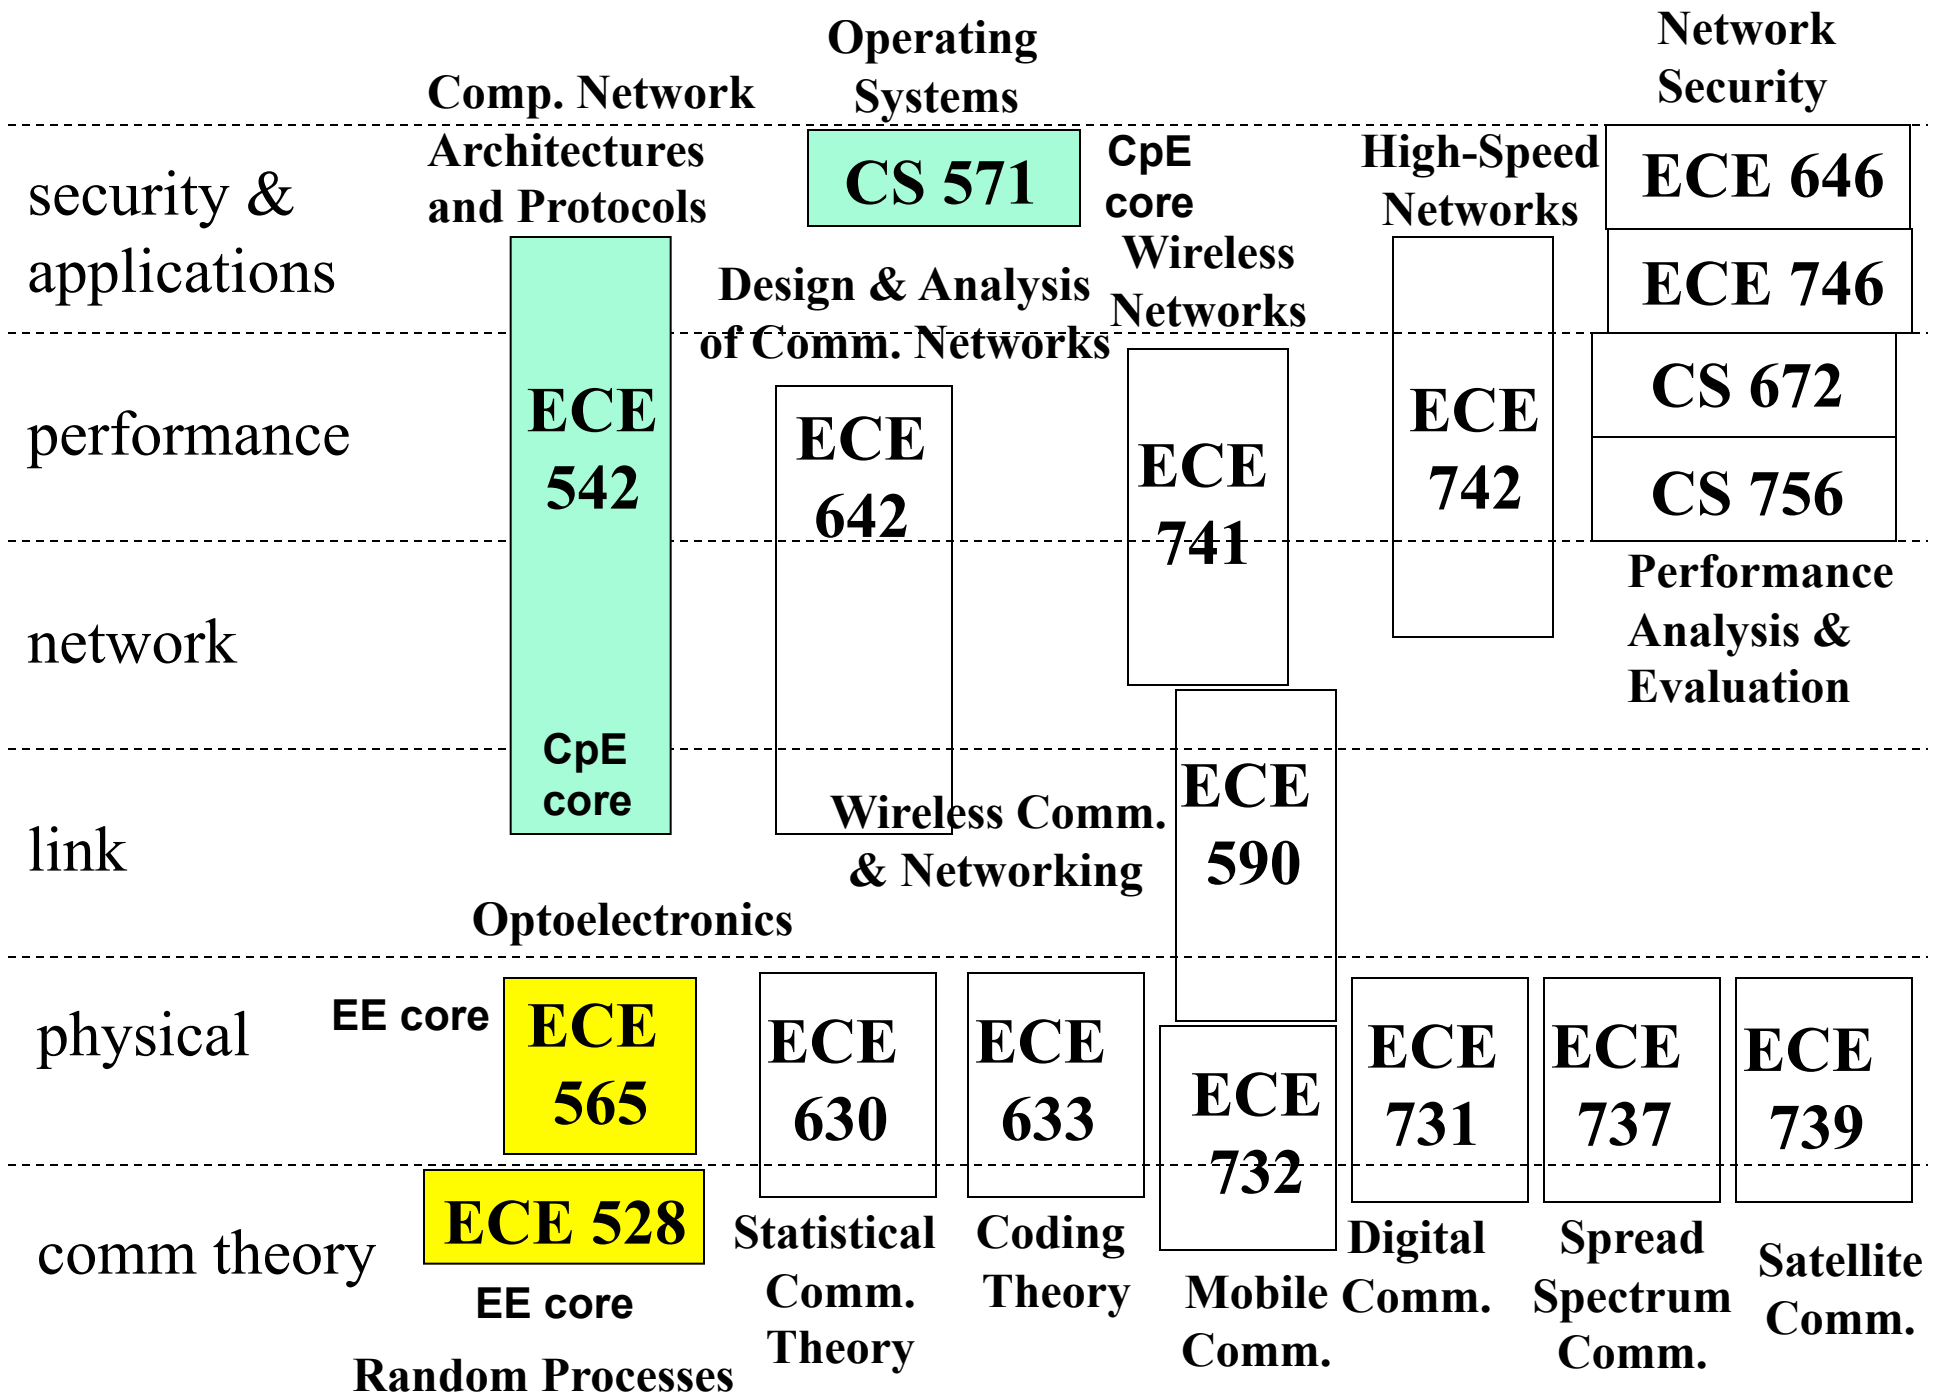 Operating
Systems
Network
Security
Comp. Network
Architectures
and Protocols
CS 571
CpE
core
High-Speed
Networks
ECE 646
ECE 746
security &
applications
Design & Analysis
of Comm. Networks
Wireless
Networks
performance
ECE
542
ECE
642
ECE
741
ECE
742
CS 672
CS 756
Performance
Analysis &
Evaluation
network
CpE
core
link
Wireless Comm.
& Networking
ECE
590
Optoelectronics
physical
EE core
ECE
565
ECE
630
ECE
633
ECE
732
ECE
731
ECE
737
ECE
739
comm theory
ECE 528
EE core
Random Processes
Statistical
Comm.
Theory
Coding
Theory
Mobile
Comm.
Digital
Comm.
Spread
Spectrum
Comm.
Satellite
Comm.